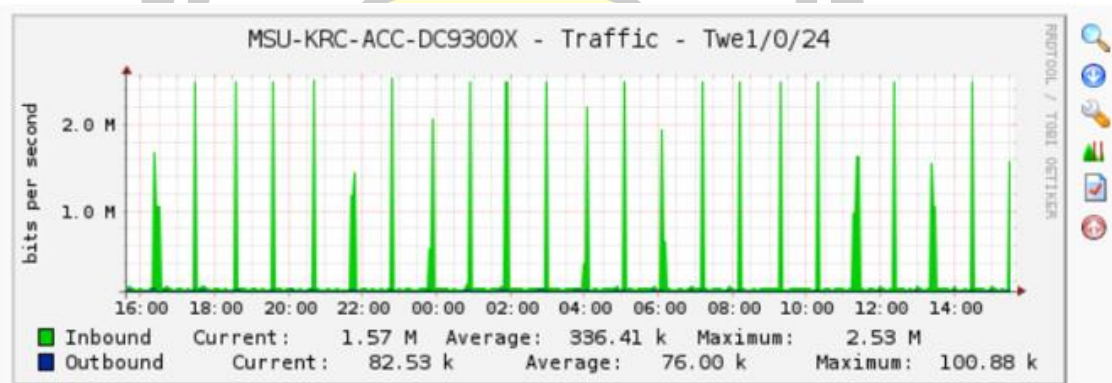 MSU-KRC-ACC-DC9300X - Traffic - Twe1/0/24
RRDTOOL / TOBI OETIKER
bits per second
2.0 M
1.0 M
16:00 18:00 20:00 22:00 00:00 02:00 04:00 06:00 08:00 10:00 12:00 14:00
Inbound Current: 1.57 M Average: 336.41 k Maximum: 2.53 M
Outbound Current: 82.53 k Average: 76.00 k Maximum: 100.88 k